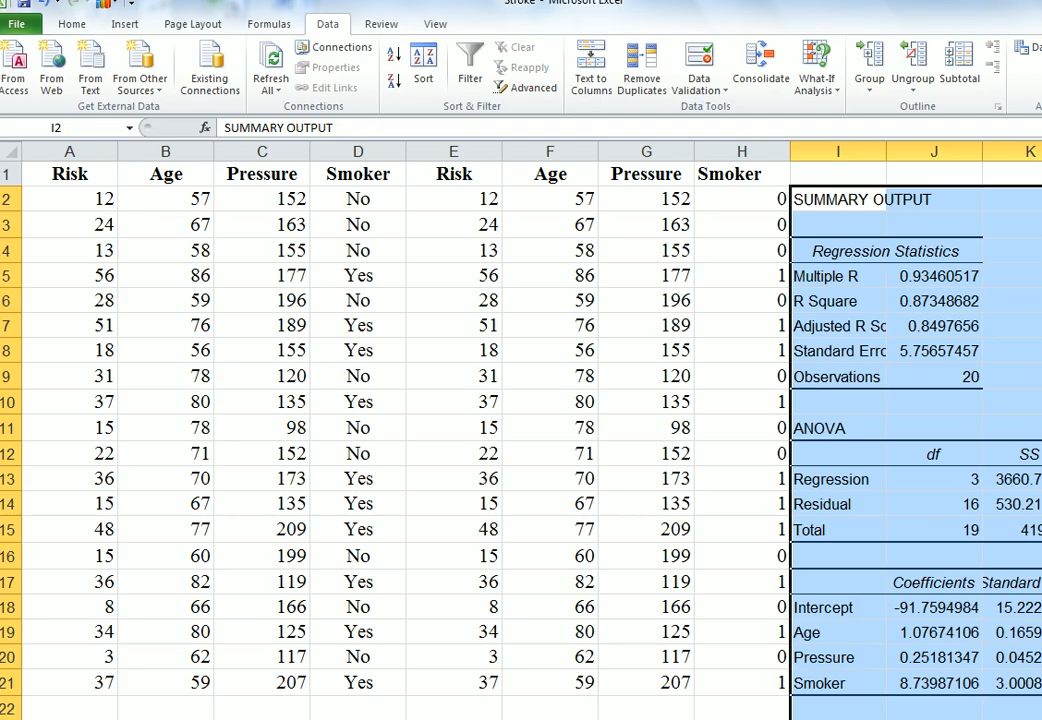 Stroke - Microsoft Excel
File Home Insert Page Layout Formulas Data Review View
From Access From Web From Text From Other Sources Existing Connections Refresh All Connections Properties Edit Links Sort Filter Clear Reapply Advanced Text to Columns Remove Duplicates Data Validation Consolidate What-If Analysis Group Ungroup Subtotal
Get External Data Connections Sort & Filter Data Tools Outline
I2 fx SUMMARY OUTPUT
A B C D E F G H I J K
1 Risk Age Pressure Smoker Risk Age Pressure Smoker
2 12 57 152 No 12 57 152 0 SUMMARY OUTPUT
3 24 67 163 No 24 67 163 0
4 13 58 155 No 13 58 155 0 Regression Statistics
5 56 86 177 Yes 56 86 177 1 Multiple R 0.93460517
6 28 59 196 No 28 59 196 0 R Square 0.87348682
7 51 76 189 Yes 51 76 189 1 Adjusted R Sc 0.8497656
8 18 56 155 Yes 18 56 155 1 Standard Erro 5.75657457
9 31 78 120 No 31 78 120 0 Observations 20
10 37 80 135 Yes 37 80 135 1
11 15 78 98 No 15 78 98 0 ANOVA
12 22 71 152 No 22 71 152 0 df SS
13 36 70 173 Yes 36 70 173 1 Regression 3 3660.7
14 15 67 135 Yes 15 67 135 1 Residual 16 530.21
15 48 77 209 Yes 48 77 209 1 Total 19 419
16 15 60 199 No 15 60 199 0
17 36 82 119 Yes 36 82 119 1 Coefficients Standard
18 8 66 166 No 8 66 166 0 Intercept -91.7594984 15.222
19 34 80 125 Yes 34 80 125 1 Age 1.07674106 0.1659
20 3 62 117 No 3 62 117 0 Pressure 0.25181347 0.0452
21 37 59 207 Yes 37 59 207 1 Smoker 8.73987106 3.0008
22